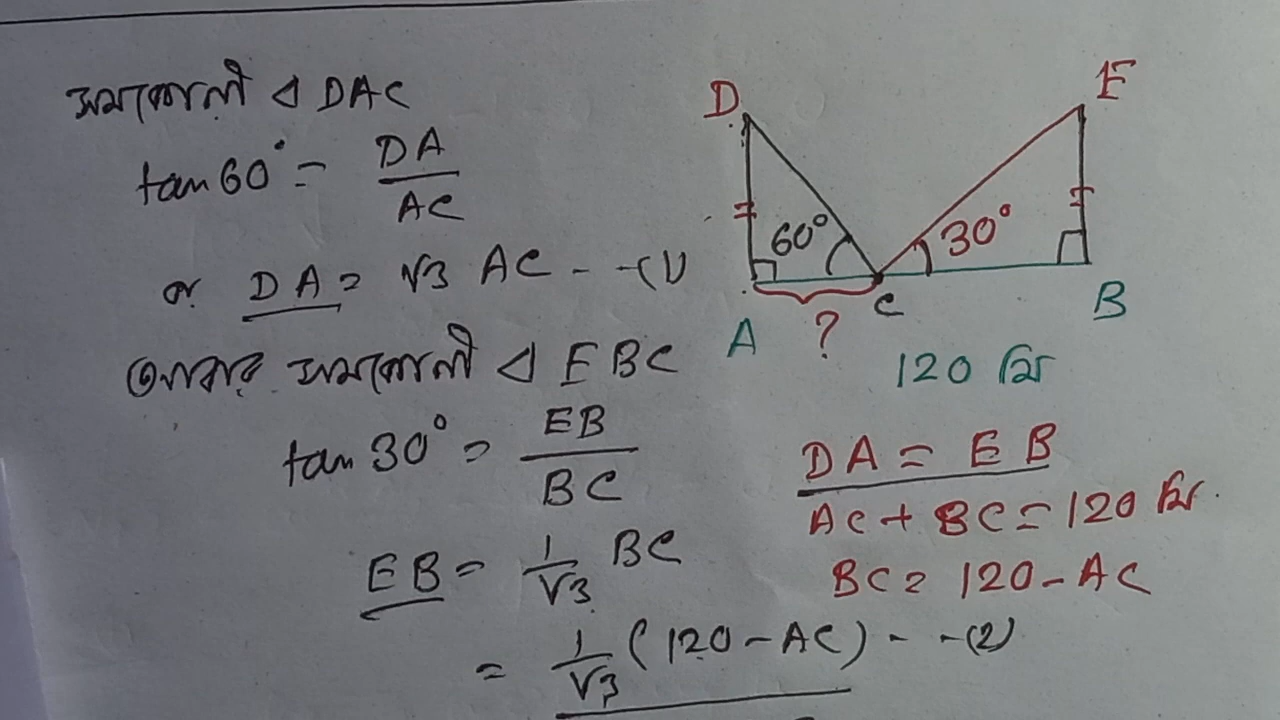 সমকোণী ⊿ DAC
tan 60° = DA/AC
or DA = √3 AC - -(1)
আবার সমকোণী ⊿ EBC
tan 30° = EB/BC
EB = 1/√3 BC
= 1/√3 (120 - AC) - -(2)
D
E
60°
30°
A
?
C
B
120 মি
DA = EB
AC + BC = 120 মি.
BC = 120 - AC